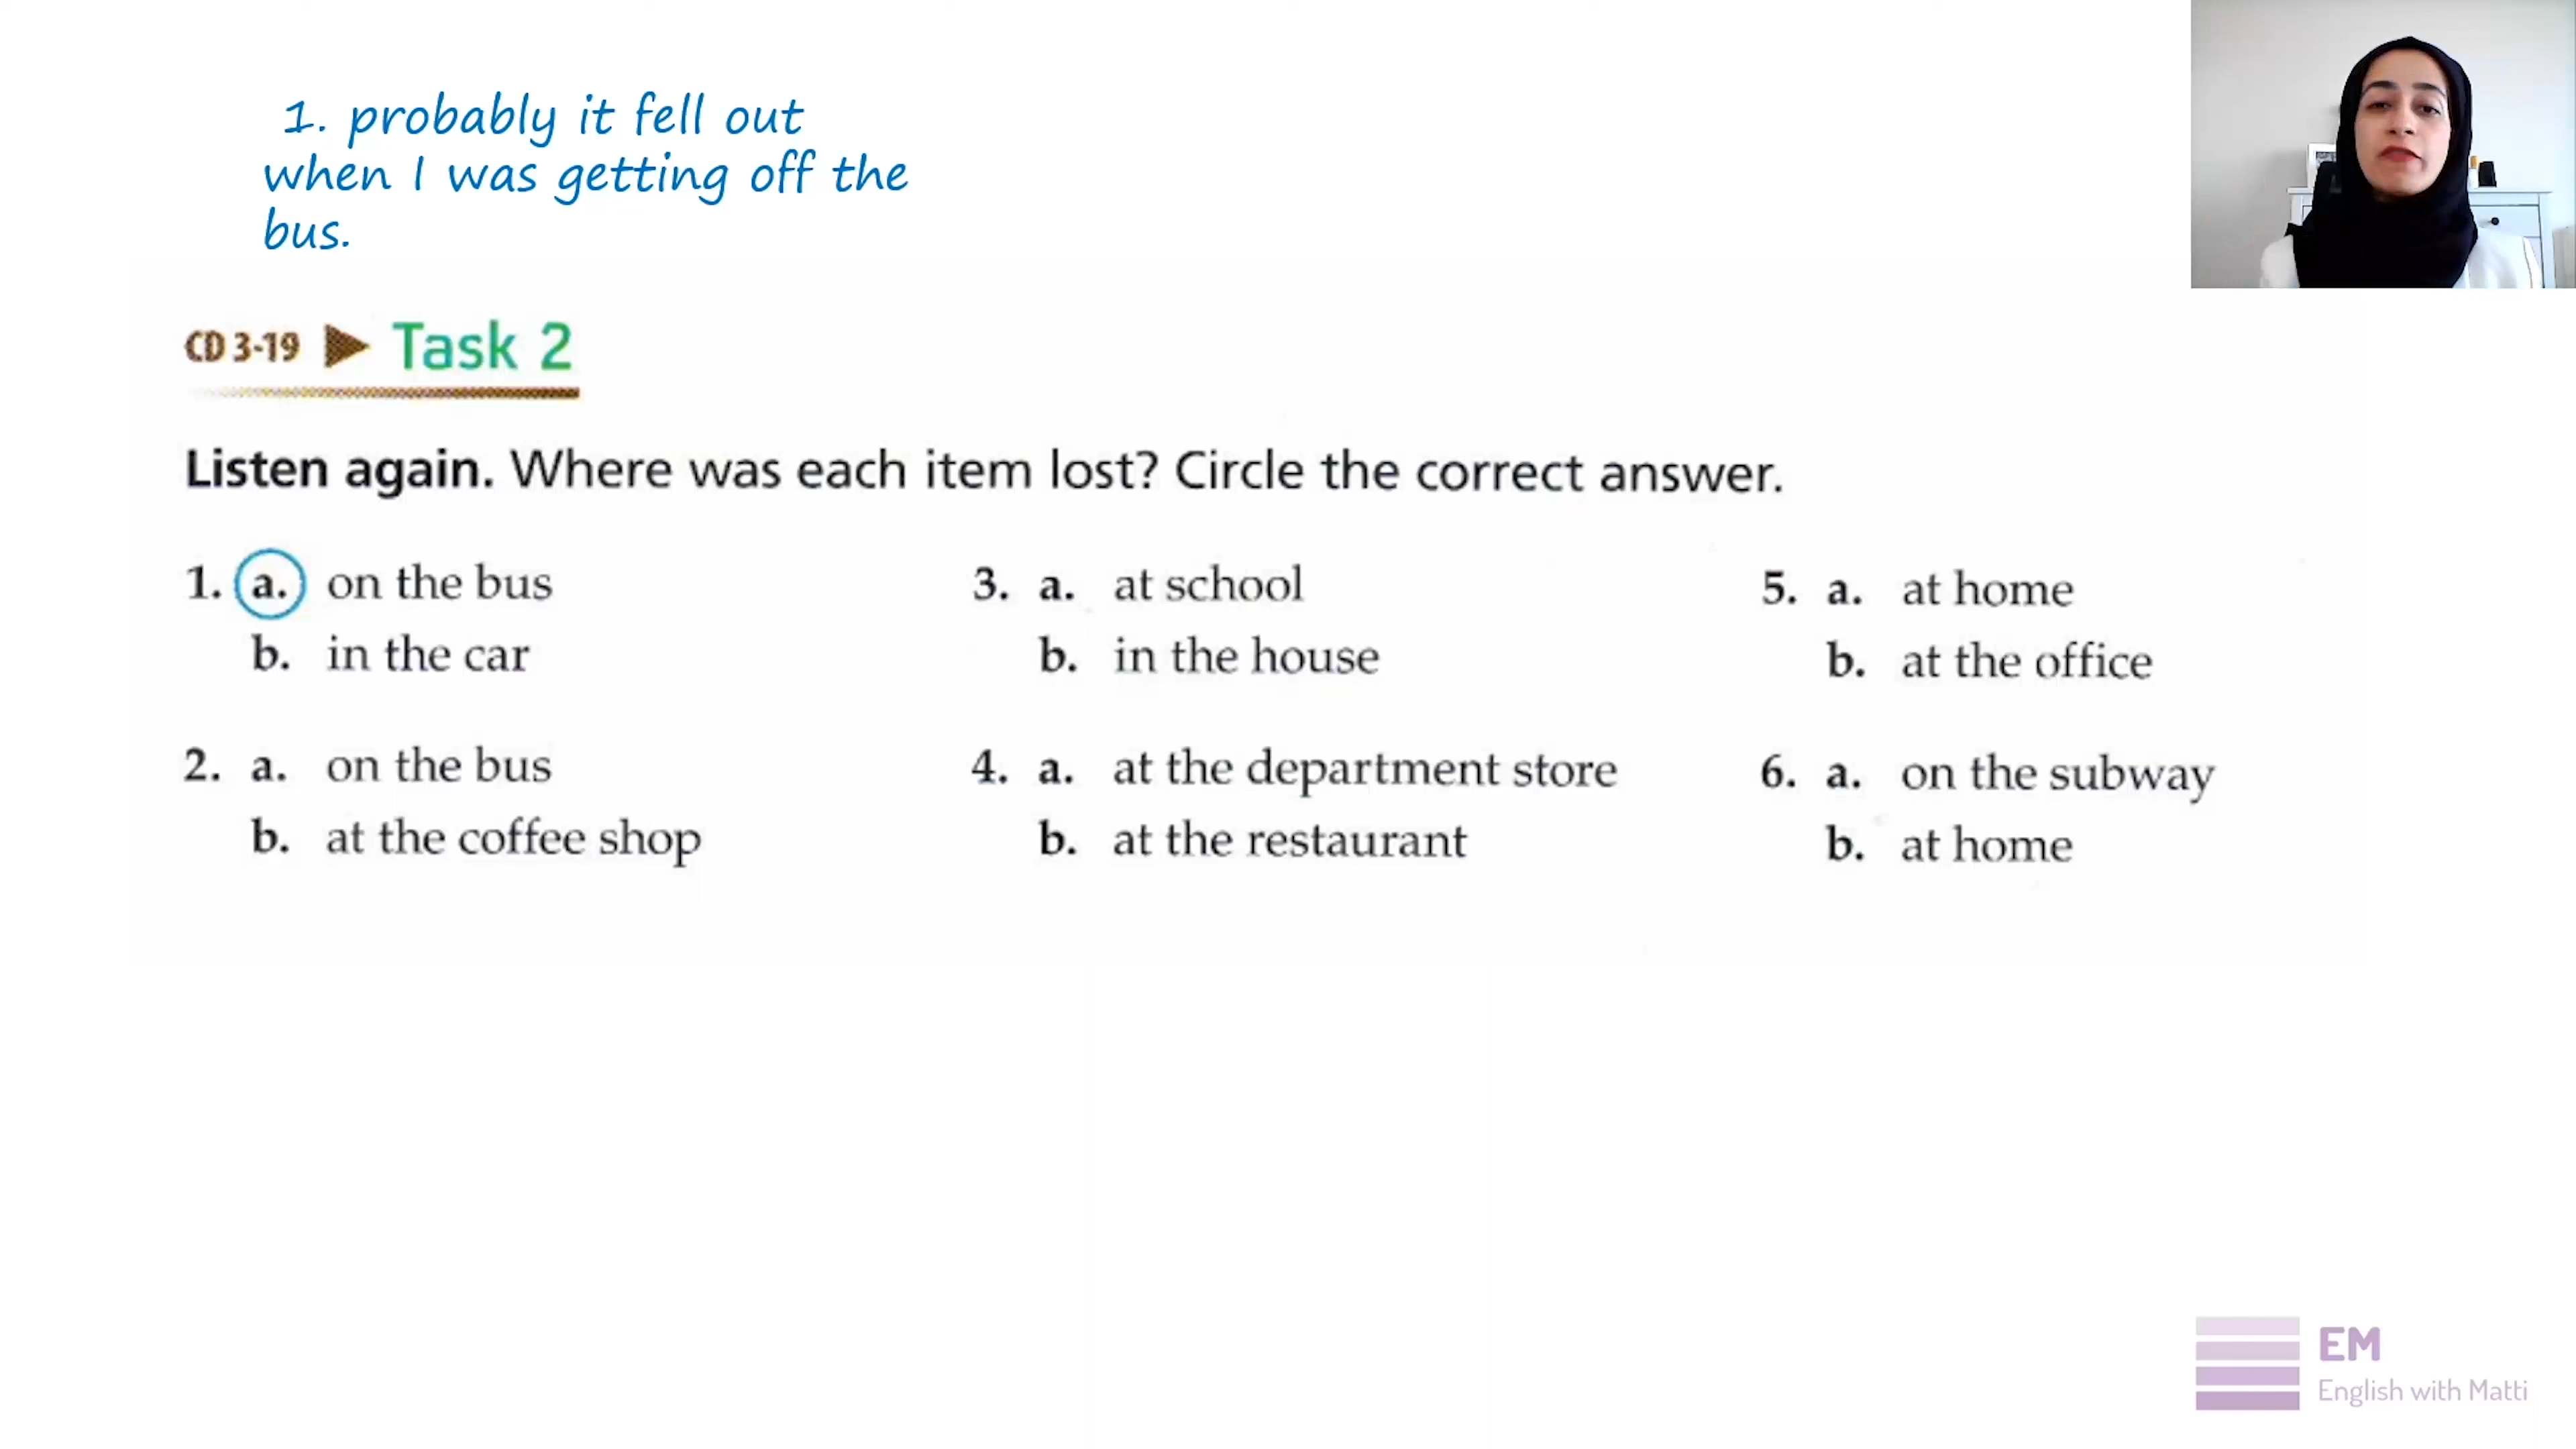 1. probably it fell out
when I was getting off the
bus.
CD 3-19 ▶ Task 2
Listen again. Where was each item lost? Circle the correct answer.
1. a. on the bus
b. in the car
2. a. on the bus
b. at the coffee shop
3. a. at school
b. in the house
4. a. at the department store
b. at the restaurant
5. a. at home
b. at the office
6. a. on the subway
b. at home
EM
English with Matti